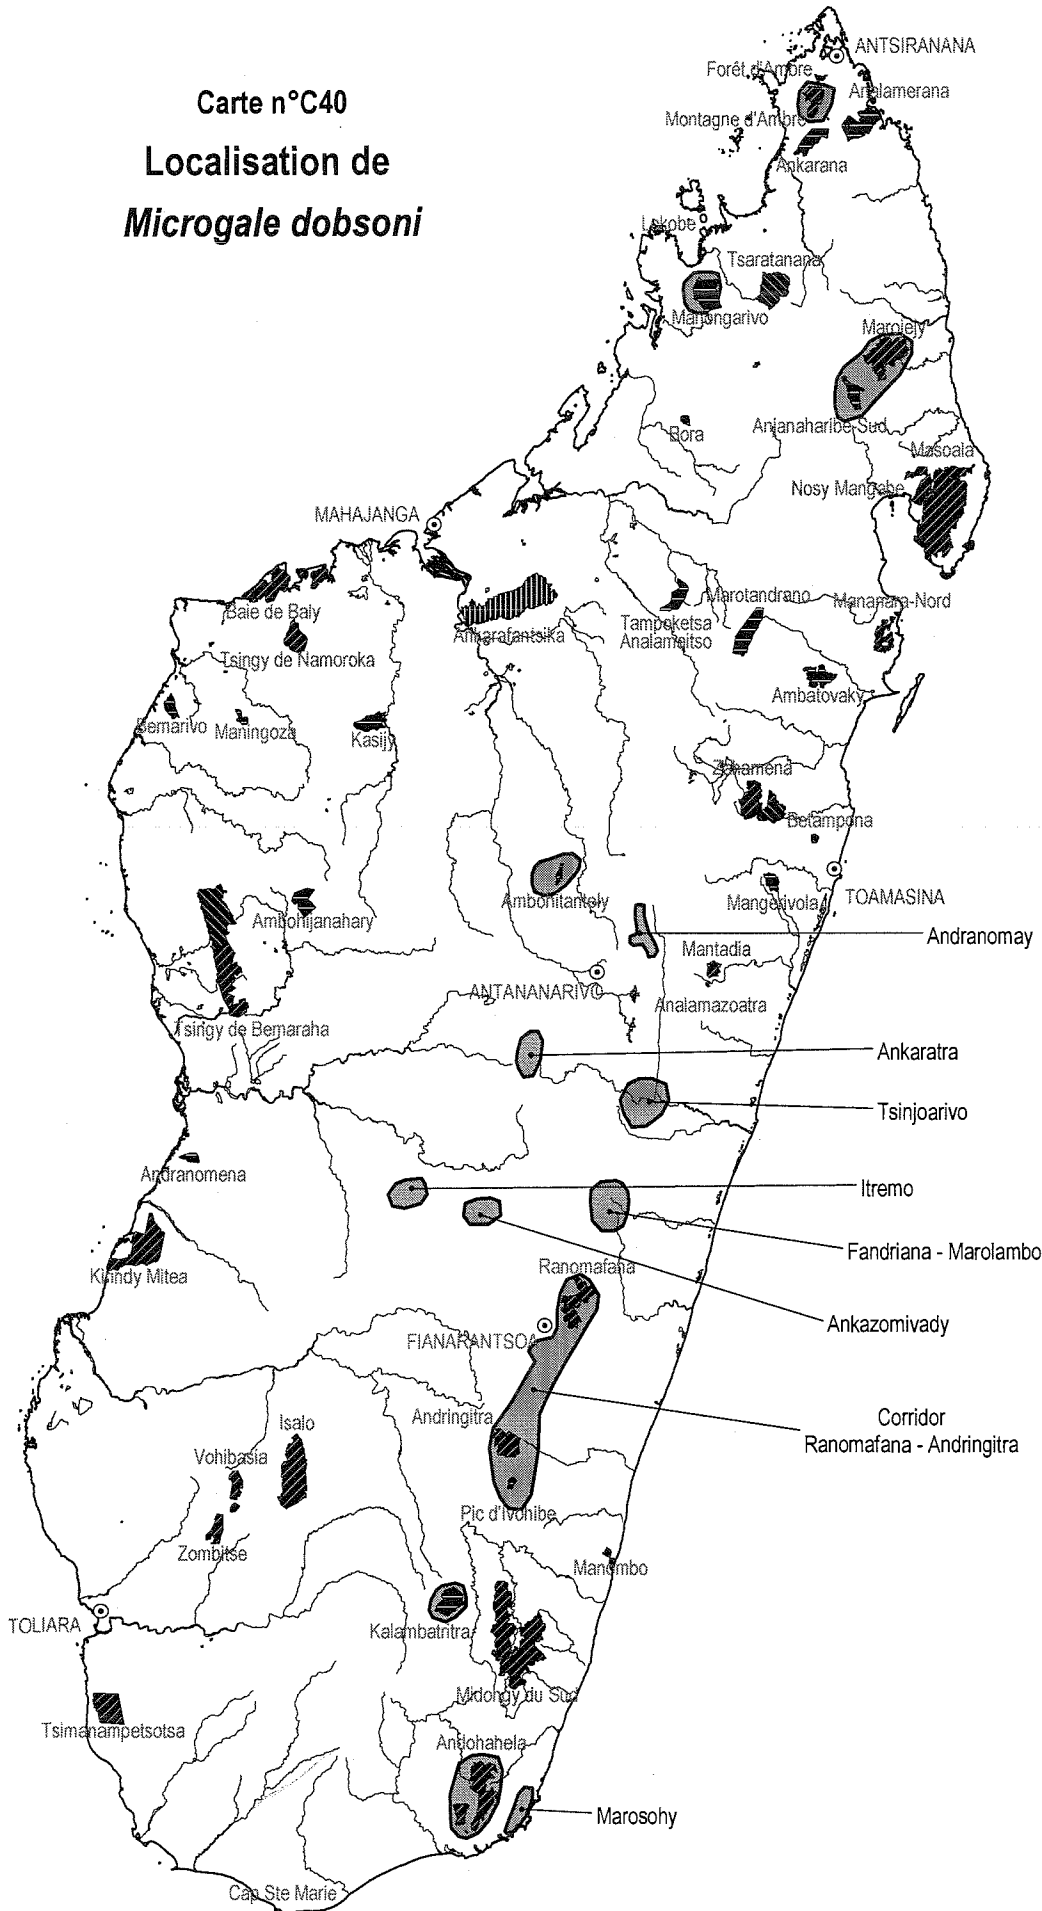 Carte n°C40
Localisation de
Microgale dobsoni
ANTSIRANANA
Forêt d'Ambre
Analamerana
Montagne d'Ambre
Ankarana
Lokobe
Tsaratanana
Manongarivo
Marojejy
Anjanaharibe-Sud
Bora
Masoala
Nosy Mangabe
MAHAJANGA
Baie de Baly
Ankarafantsika
Tampoketsa
Analameitso
Marotandrano
Mananara-Nord
Tsingy de Namoroka
Ambatovaky
Bemarivo
Maningoza
Kasijy
Zahamena
Betampona
Ambohitantely
Mangerivola
TOAMASINA
Ambohijanahary
Andranomay
Mantadia
ANTANANARIVO
Analamazoatra
Tsingy de Bemaraha
Ankaratra
Tsinjoarivo
Andranomena
Itremo
Fandriana - Marolambo
Kirindy Mitea
Ranomafana
Ankazomivady
FIANARANTSOA
Andringitra
Corridor
Ranomafana - Andringitra
Isalo
Vohibasia
Pic d'Ivohibe
Zombitse
Manombo
TOLIARA
Kalambatritra
Midongy du Sud
Tsimanampetsotsa
Andohahela
Marosohy
Cap Ste Marie